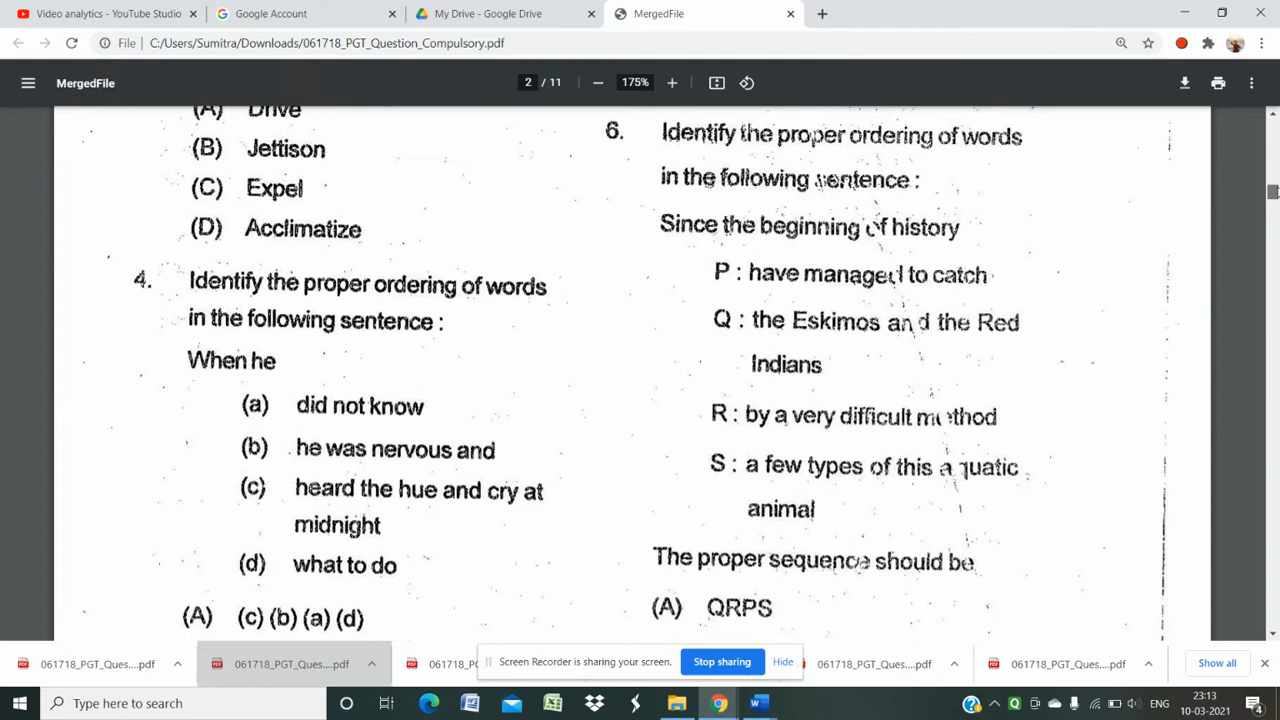 Video analytics - YouTube Studio
Google Account
My Drive - Google Drive
MergedFile
File
C:/Users/Sumitra/Downloads/061718_PGT_Question_Compulsory.pdf
MergedFile
2 / 11
175%
(A) Drive
(B) Jettison
(C) Expel
(D) Acclimatize
4. Identify the proper ordering of words
in the following sentence :
When he
(a) did not know
(b) he was nervous and
(c) heard the hue and cry at
midnight
(d) what to do
(A) (c) (b) (a) (d)
6. Identify the proper ordering of words
in the following sentence :
Since the beginning of history
P : have managed to catch
Q : the Eskimos and the Red
Indians
R : by a very difficult method
S : a few types of this aquatic
animal
The proper sequence should be
(A) QRPS
061718_PGT_Ques....pdf
061718_PGT_Ques....pdf
061718_P
Screen Recorder is sharing your screen.
Stop sharing
Hide
061718_PGT_Ques....pdf
061718_PGT_Ques....pdf
Show all
Type here to search
ENG
23:13
10-03-2021
4